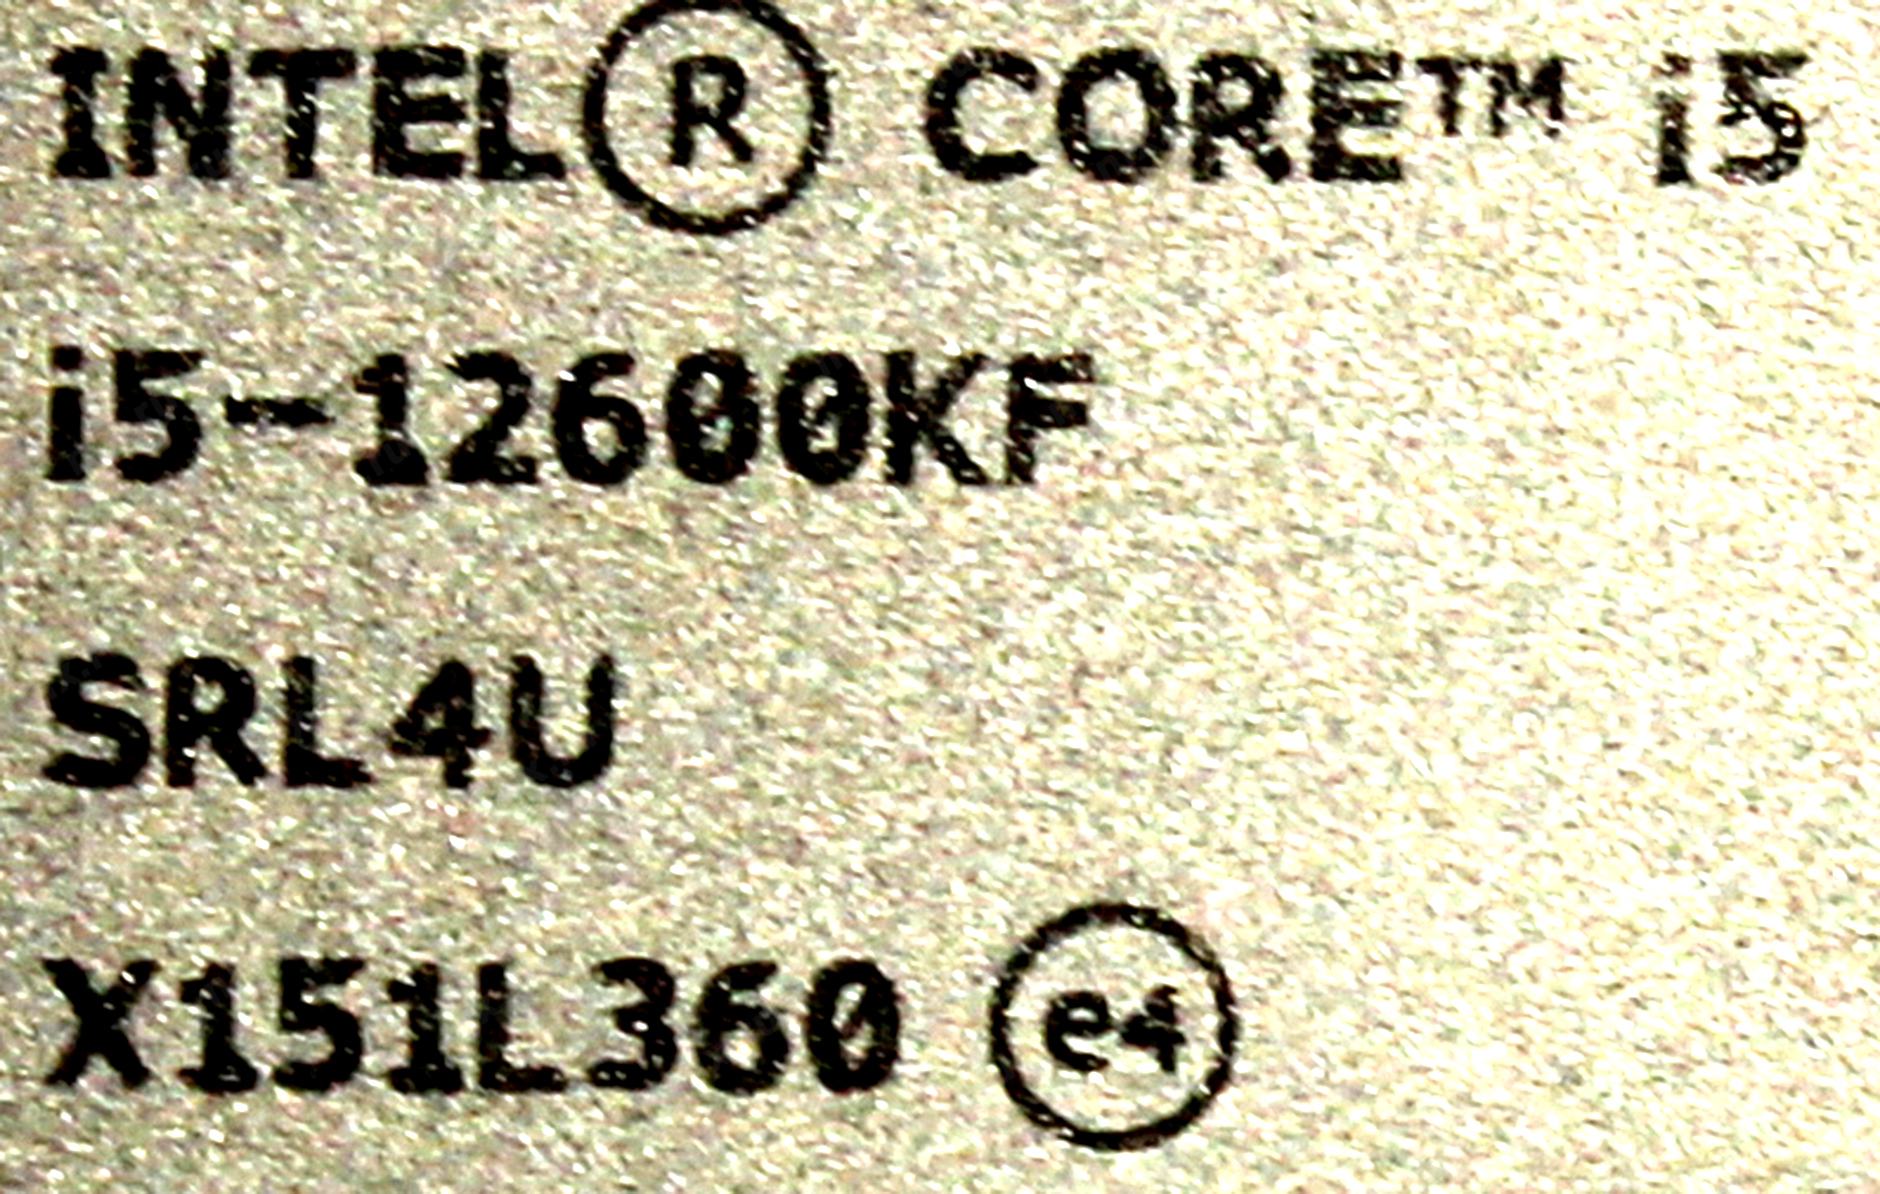 INTEL® CORE™ i5
i5-12600KF
SRL4U
X151L360 e4